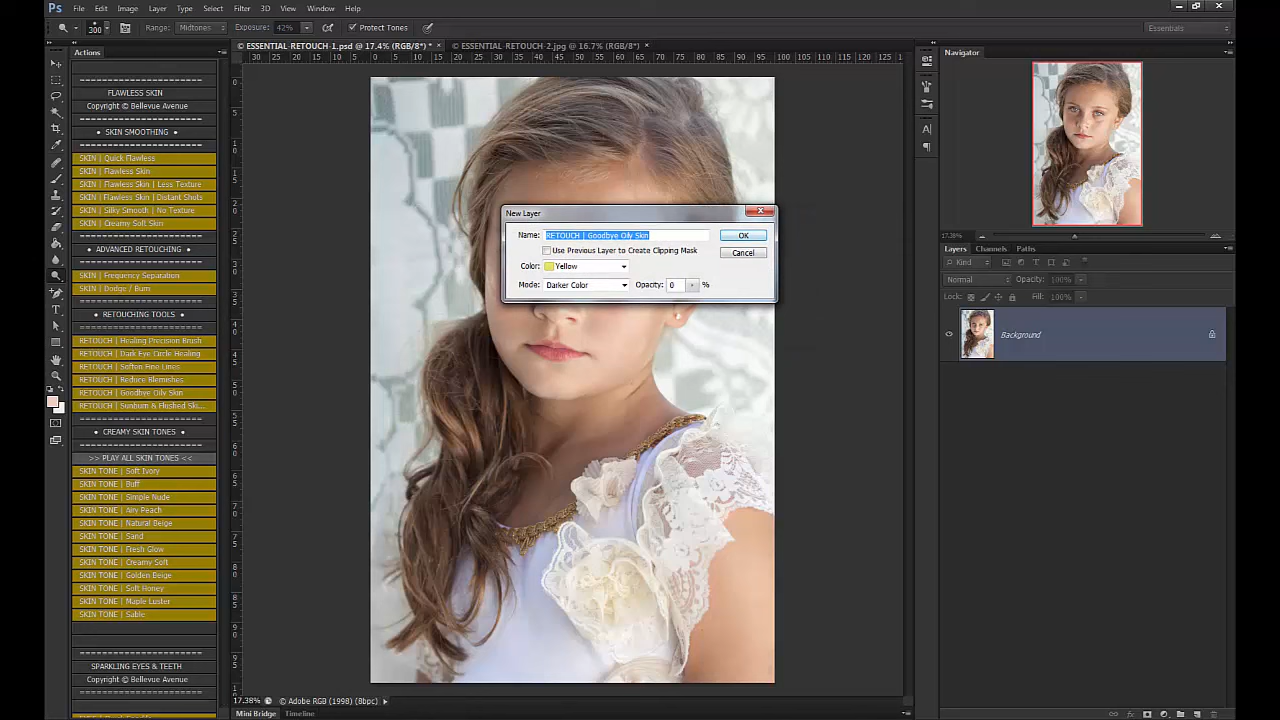 Ps File Edit Image Layer Type Select Filter 3D View Window Help
300 Range: Midtones Exposure: 42% Protect Tones Essentials
Actions
© ESSENTIAL-RETOUCH-1.psd @ 17.4% (RGB/8*) * ×
© ESSENTIAL-RETOUCH-2.jpg @ 16.7% (RGB/8*) ×
====================
FLAWLESS SKIN
Copyright © Bellevue Avenue
====================
• SKIN SMOOTHING •
====================
SKIN | Quick Flawless
SKIN | Flawless Skin
SKIN | Flawless Skin | Less Texture
SKIN | Flawless Skin | Distant Shots
SKIN | Silky Smooth | No Texture
SKIN | Creamy Soft Skin
====================
• ADVANCED RETOUCHING •
====================
SKIN | Frequency Separation
SKIN | Dodge / Burn
====================
• RETOUCHING TOOLS •
====================
RETOUCH | Healing Precision Brush
RETOUCH | Dark Eye Circle Healing
RETOUCH | Soften Fine Lines
RETOUCH | Reduce Blemishes
RETOUCH | Goodbye Oily Skin
RETOUCH | Sunburn & Flushed Ski...
====================
• CREAMY SKIN TONES •
====================
>> PLAY ALL SKIN TONES <<
SKIN TONE | Soft Ivory
SKIN TONE | Buff
SKIN TONE | Simple Nude
SKIN TONE | Airy Peach
SKIN TONE | Natural Beige
SKIN TONE | Sand
SKIN TONE | Fresh Glow
SKIN TONE | Creamy Soft
SKIN TONE | Golden Beige
SKIN TONE | Soft Honey
SKIN TONE | Maple Luster
SKIN TONE | Sable
====================
SPARKLING EYES & TEETH
Copyright © Bellevue Avenue
====================
New Layer
Name: RETOUCH | Goodbye Oily Skin
OK
Use Previous Layer to Create Clipping Mask
Cancel
Color: Yellow
Mode: Darker Color Opacity: 0 %
17.38% © Adobe RGB (1998) (8bpc)
Mini Bridge Timeline
Navigator
17.38%
Layers Channels Paths
Kind
Normal Opacity: 100%
Lock: Fill: 100%
Background